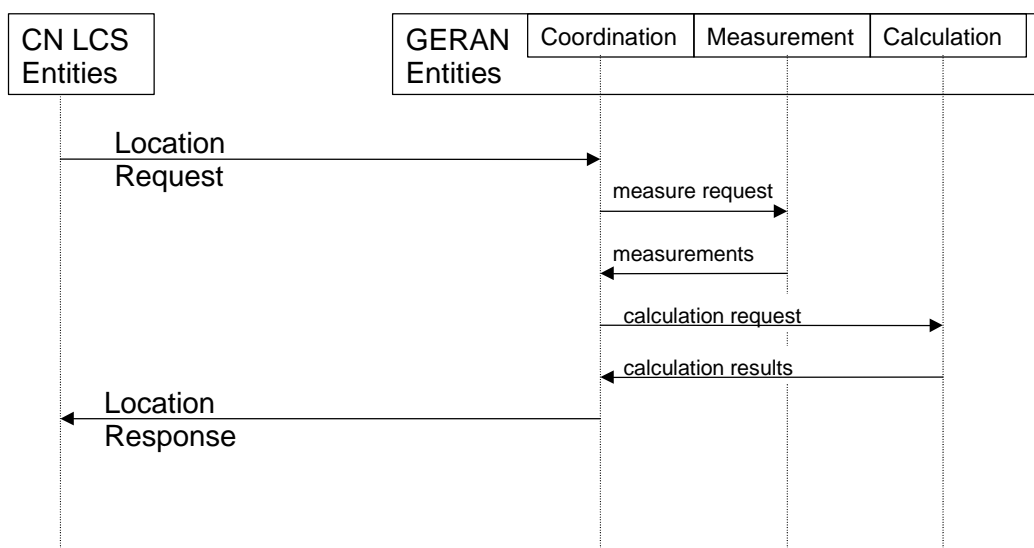 CN LCS
Entities
GERAN
Entities
Coordination
Measurement
Calculation
Location
Request
measure request
measurements
calculation request
calculation results
Location
Response